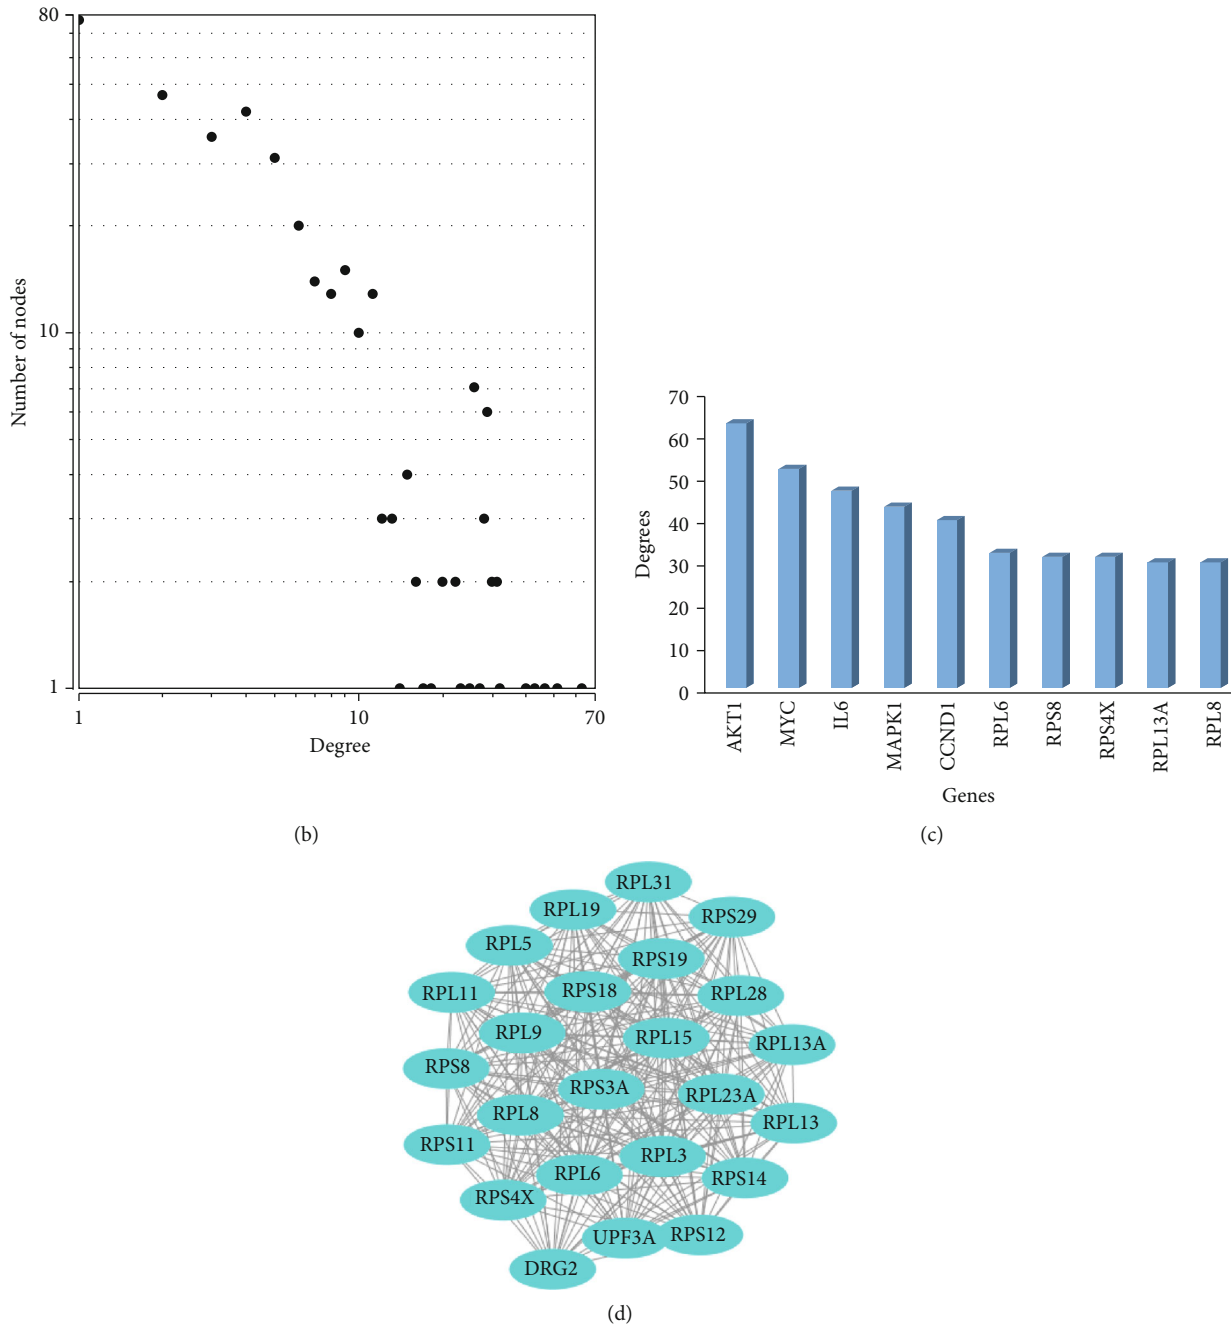 80
10
1
Number of nodes
1
10
70
Degree
(b)
70
60
50
40
30
20
10
0
Degrees
AKT1
MYC
IL6
MAPK1
CCND1
RPL6
RPS8
RPS4X
RPL13A
RPL8
Genes
(c)
RPL31
RPL19
RPS29
RPL5
RPS19
RPL11
RPS18
RPL28
RPL9
RPL15
RPL13A
RPS8
RPS3A
RPL23A
RPL8
RPL13
RPS11
RPL3
RPL6
RPS14
RPS4X
UPF3A
RPS12
DRG2
(d)